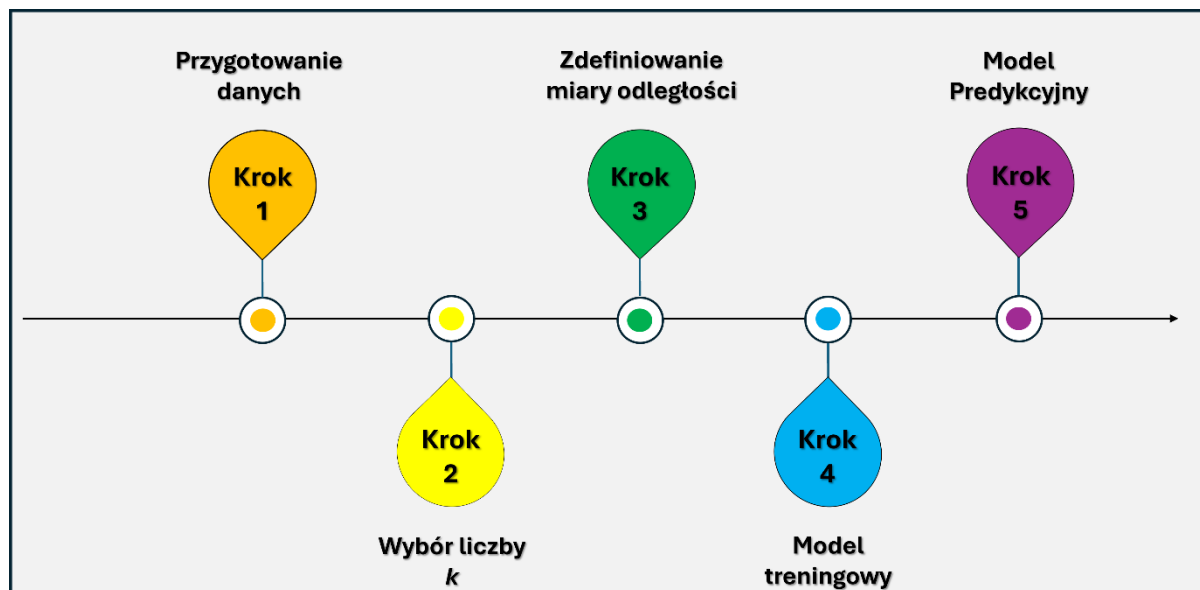 Przygotowanie
danych
Krok
1
Krok
2
Wybór liczby
k
Zdefiniowanie
miary odległości
Krok
3
Krok
4
Model
treningowy
Model
Predykcyjny
Krok
5